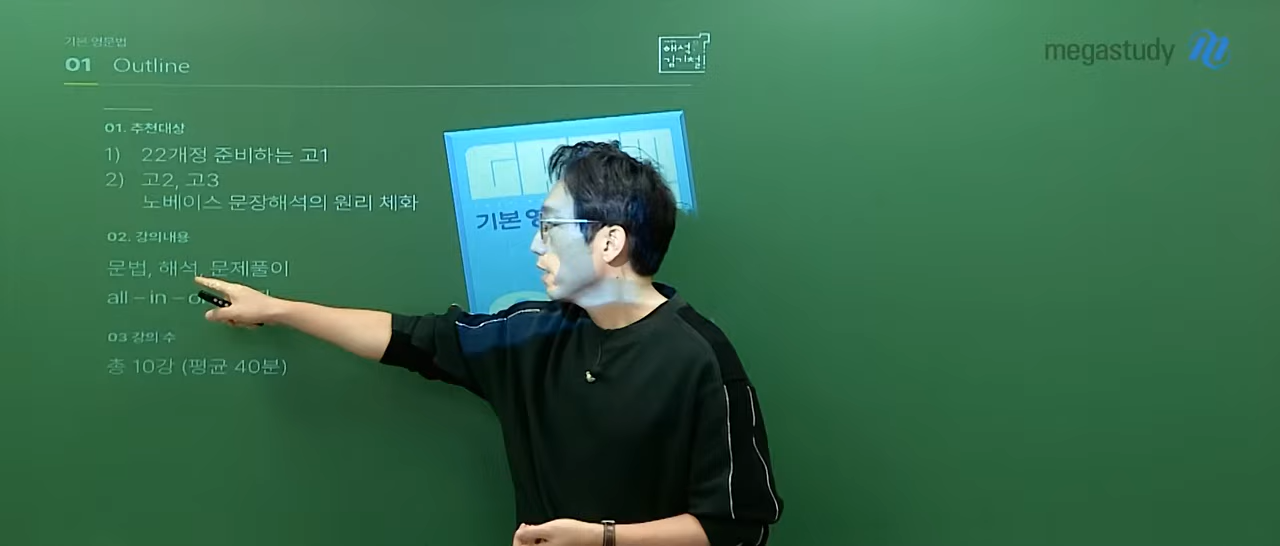 기본 영문법
01 Outline
해석
김기철!
megastudy
01. 추천대상
1) 22개정 준비하는 고1
2) 고2, 고3
노베이스 문장해석의 원리 체화
기본
02. 강의내용
문법, 해석, 문제풀이
all – in –
03 강의 수
총 10강 (평균 40분)